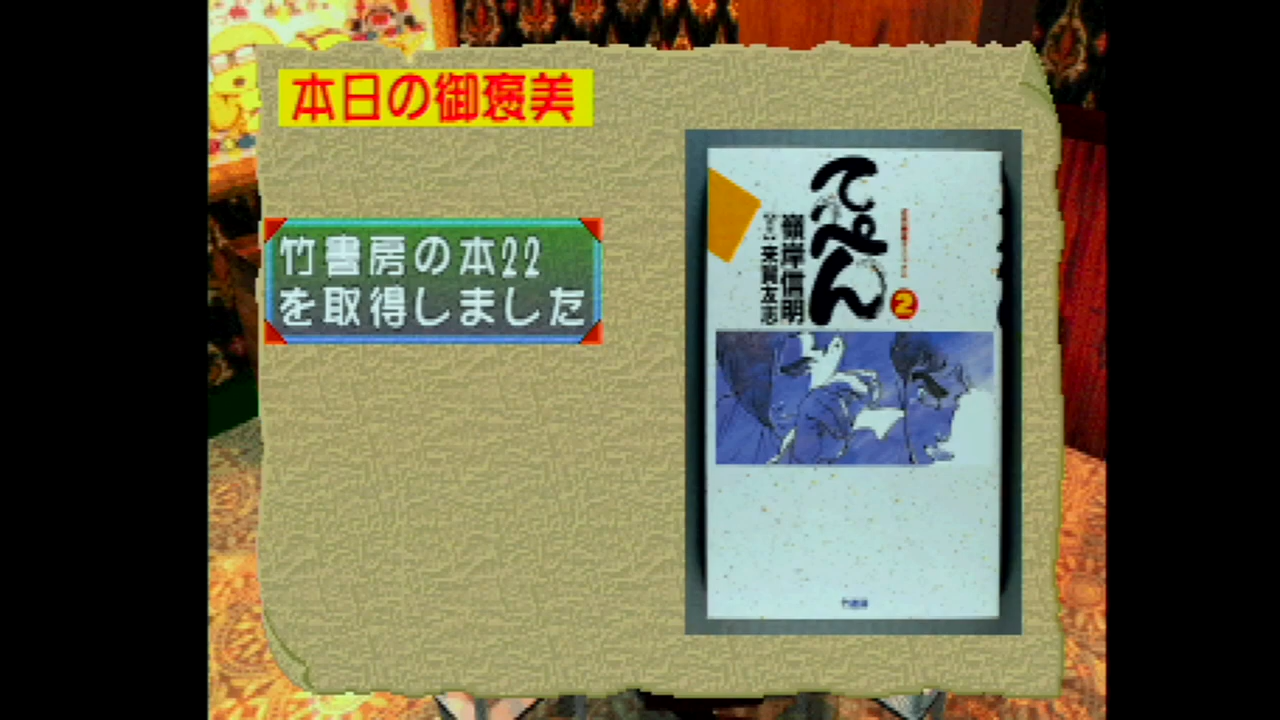 本日の御褒美
竹書房の本22
を取得しました
てっぺん
嶺岸信明
来賀友志
2
竹書房